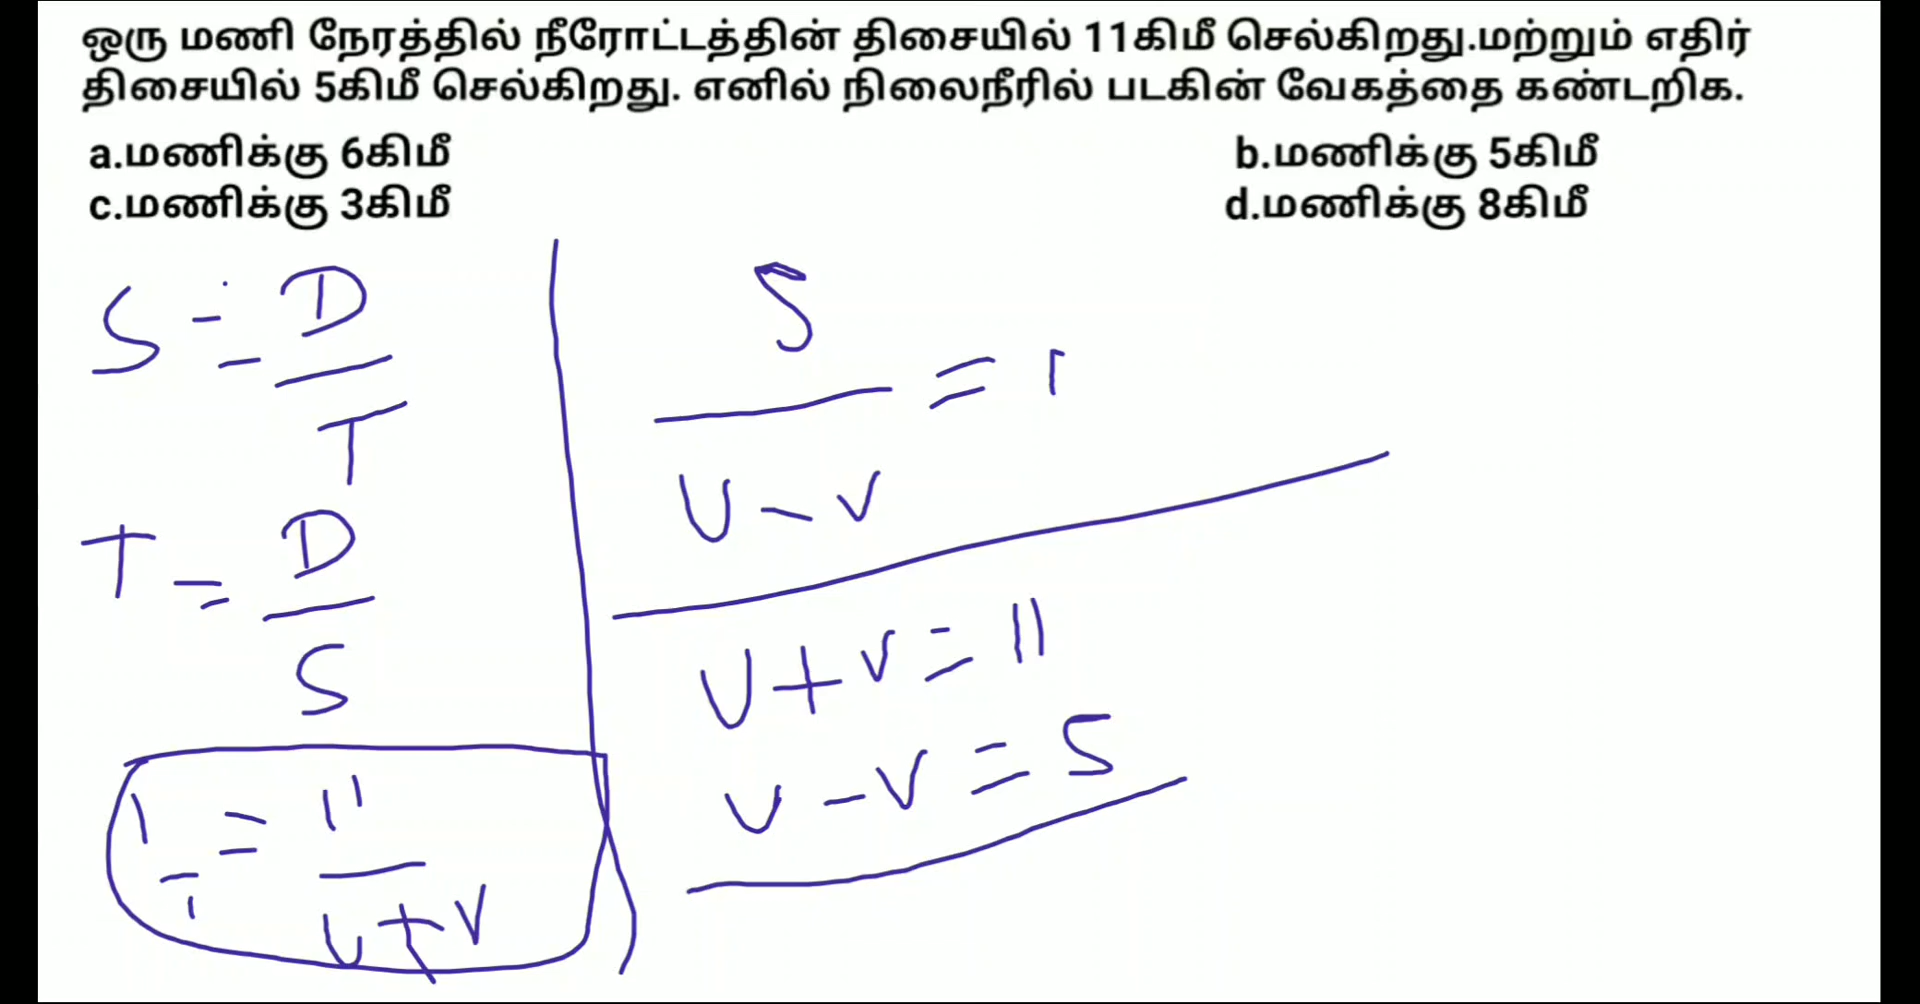 ஒரு மணி நேரத்தில் நீரோட்டத்தின் திசையில் 11கிமீ செல்கிறது.மற்றும் எதிர்
திசையில் 5கிமீ செல்கிறது. எனில் நிலைநீரில் படகின் வேகத்தை கண்டறிக.
a.மணிக்கு 6கிமீ
b.மணிக்கு 5கிமீ
c.மணிக்கு 3கிமீ
d.மணிக்கு 8கிமீ
S = D
T
T = D
S
1/1 = 11
U+V
5
U-V
= 1
U+V = 11
U-V = 5